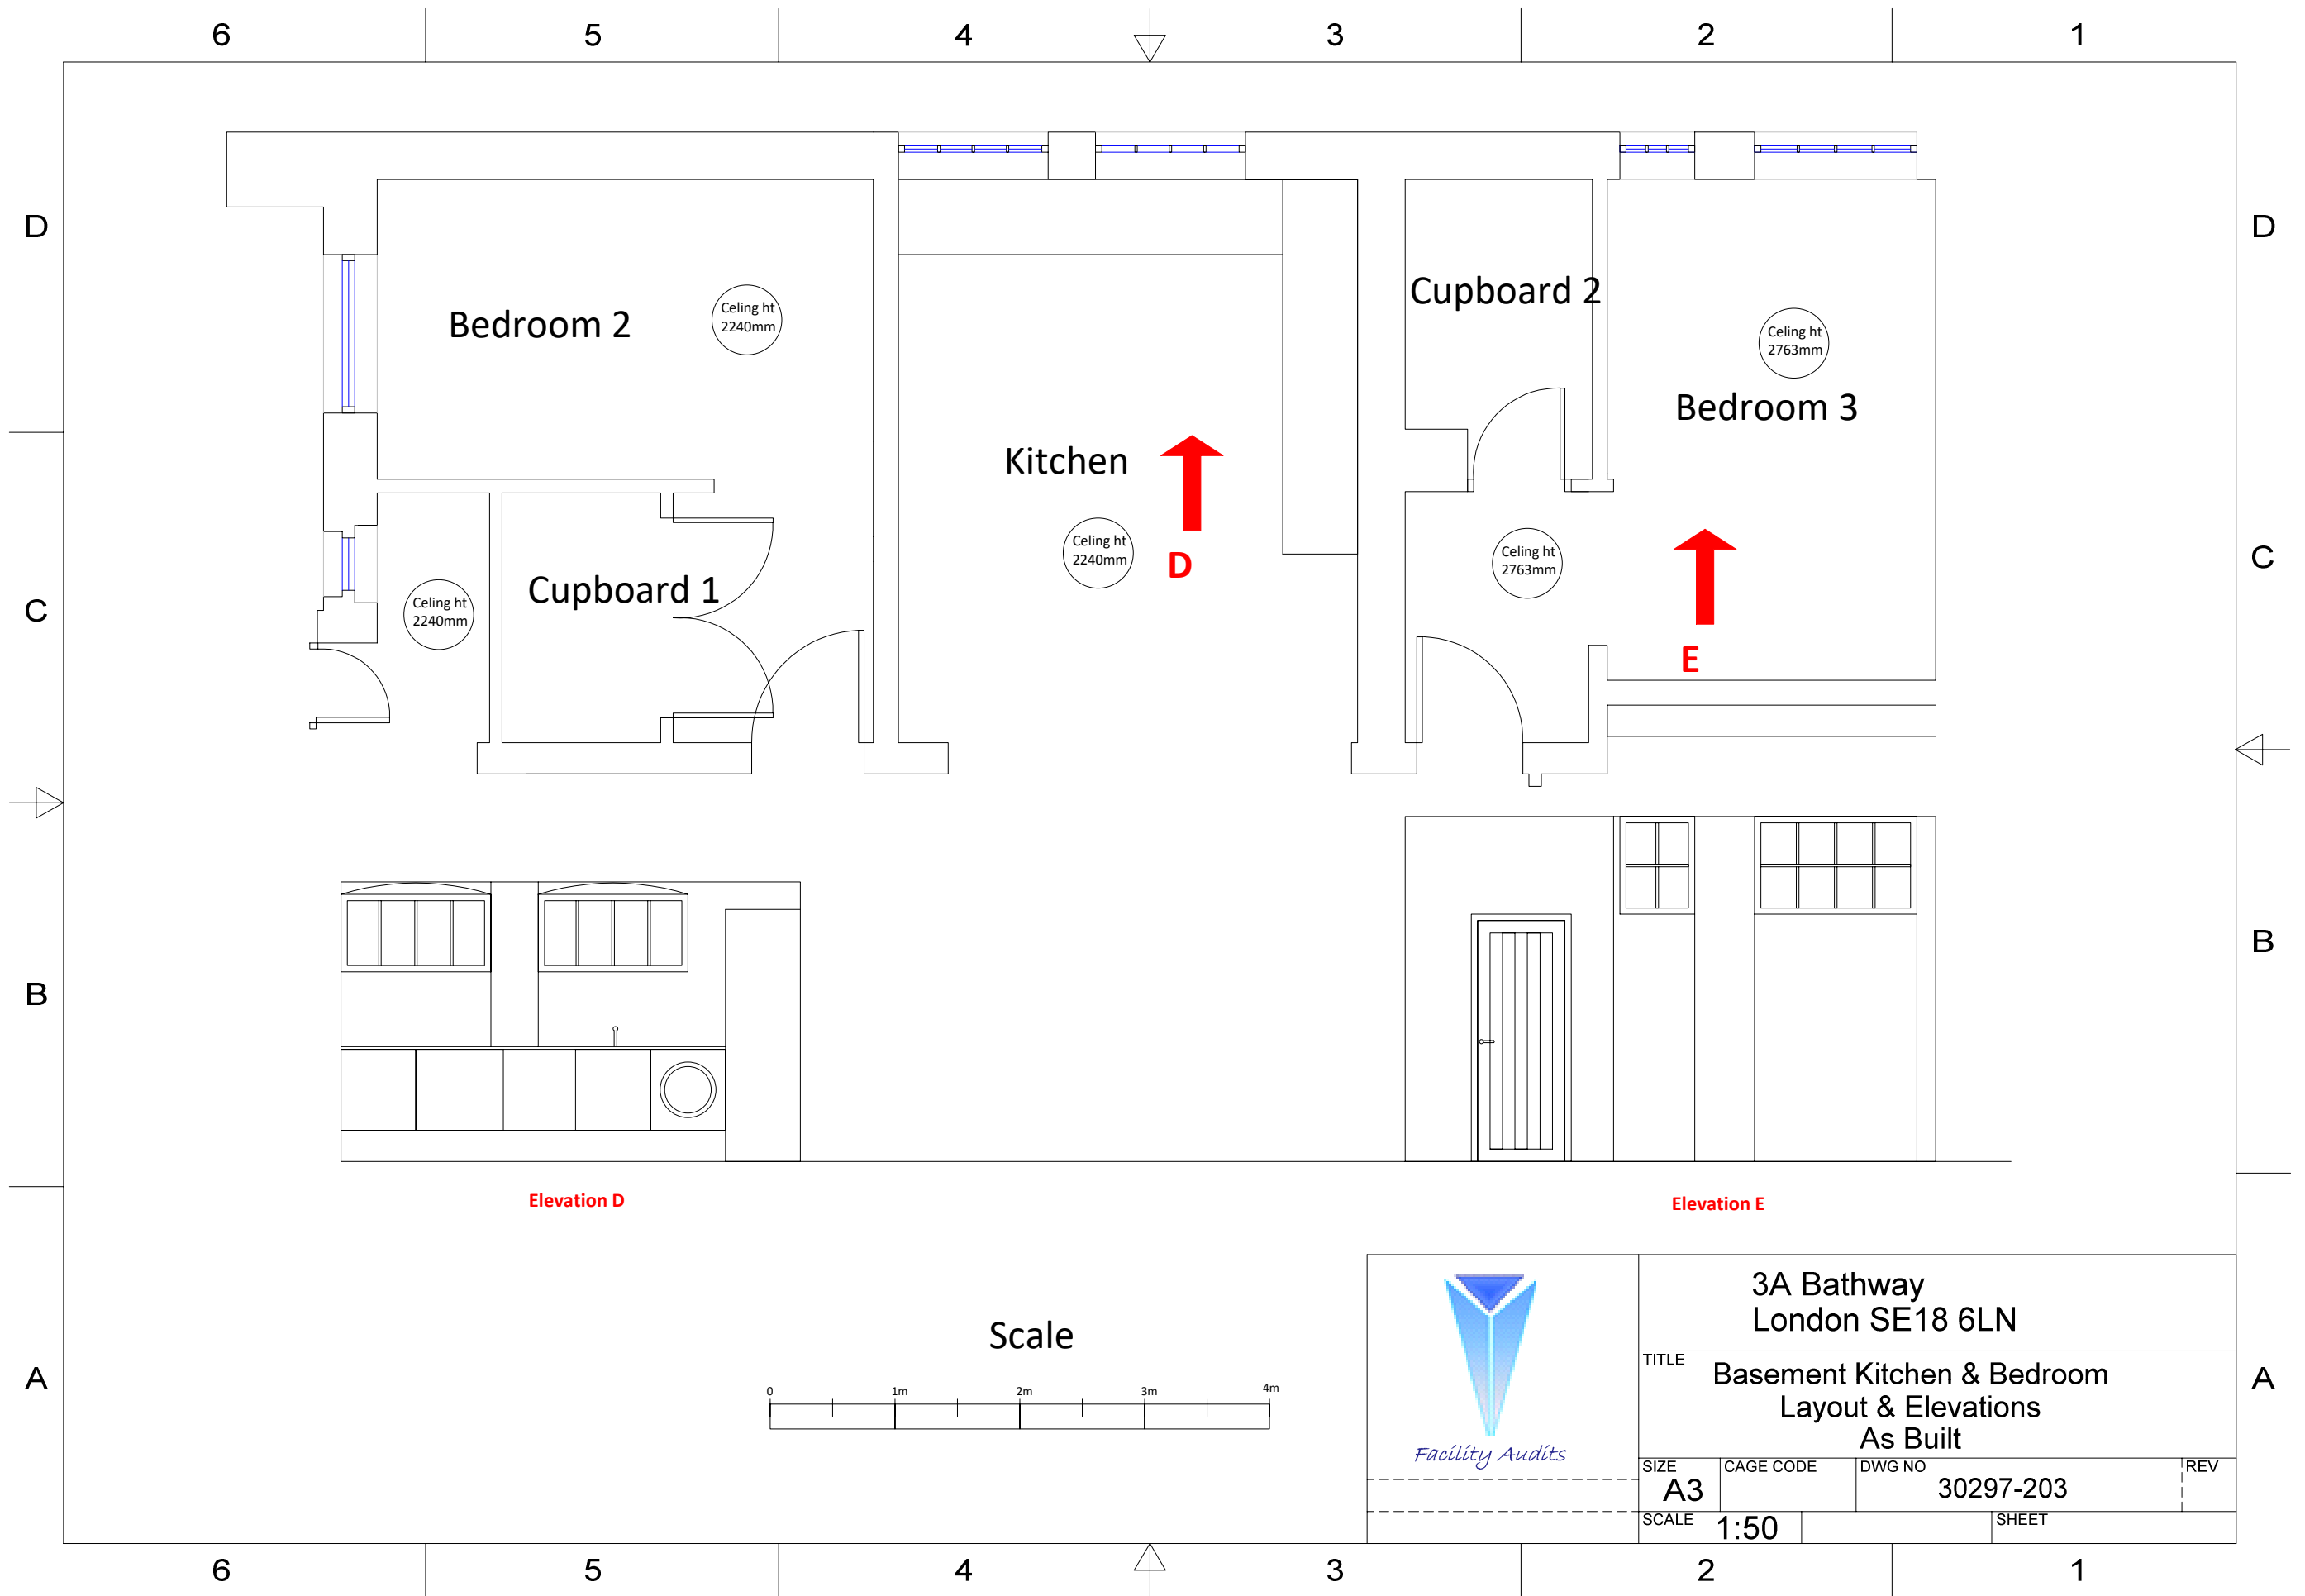 6 5 4 3 2 1
D
D
Bedroom 2
Celing ht
2240mm
Cupboard 2
Celing ht
2763mm
Bedroom 3
Kitchen
D
Celing ht
2240mm
Celing ht
2763mm
E
Cupboard 1
Celing ht
2240mm
C
C
B
B
Elevation D
Elevation E
A
A
Scale
0 1m 2m 3m 4m
Facility Audits
3A Bathway
London SE18 6LN
TITLE
Basement Kitchen & Bedroom
Layout & Elevations
As Built
SIZE
A3
CAGE CODE
DWG NO
30297-203
REV
SCALE 1:50
SHEET
6 5 4 3 2 1